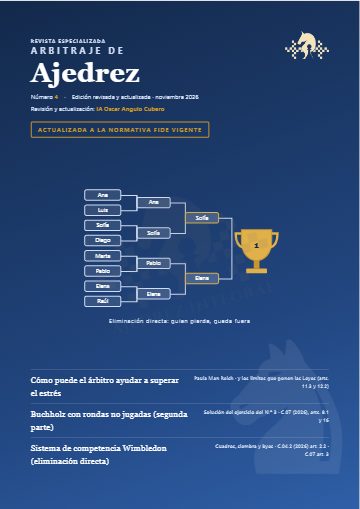 REVISTA ESPECIALIZADA
ARBITRAJE DE
Ajedrez
Número 4 · Edición revisada y actualizada · noviembre 2026
Revisión y actualización: IA Oscar Angulo Cubero
ACTUALIZADA A LA NORMATIVA FIDE VIGENTE
Ana
Luis
Sofía
Diego
Marta
Pablo
Elena
Raúl
Ana
Sofía
Pablo
Elena
Sofía
Elena
1
Eliminación directa: quien pierde, queda fuera
Cómo puede el árbitro ayudar a superar
el estrés
Paula Man Reich · y los límites que ponen las Leyes (arts.
11.5 y 12.2)
Buchholz con rondas no jugadas (segunda
parte)
Solución del ejercicio del N.º 3 · C.07 (2026), arts. 8.1
y 16
Sistema de competencia Wimbledon
(eliminación directa)
Cuadros, siembra y byes · C.04.2 (2026) art. 2.2 ·
C.07 art. 3